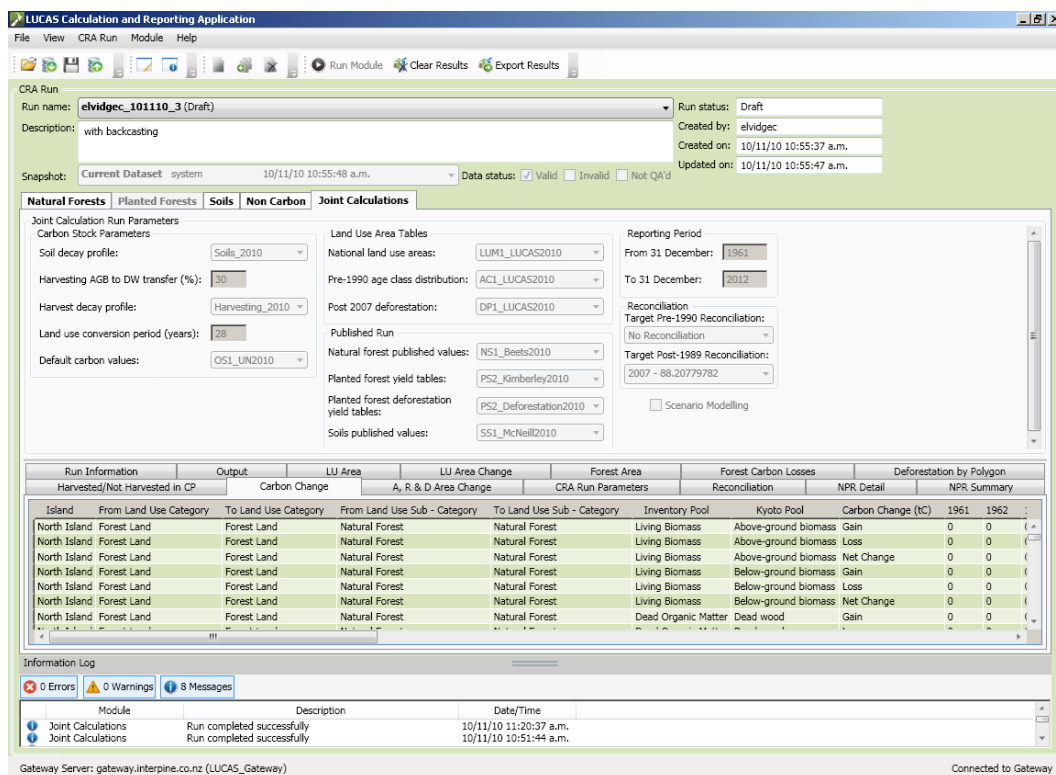 LUCAS Calculation and Reporting Application
File View CRA Run Module Help
Run Module Clear Results Export Results
CRA Run
Run name: elvidgec_101110_3 (Draft) Run status: Draft
Description: with backcasting Created by: elvidgec
Created on: 10/11/10 10:55:37 a.m.
Updated on: 10/11/10 10:55:47 a.m.
Snapshot: Current Dataset system 10/11/10 10:55:48 a.m. Data status: Valid Invalid Not QA'd
Natural Forests Planted Forests Soils Non Carbon Joint Calculations
Joint Calculation Run Parameters
Carbon Stock Parameters Land Use Area Tables Reporting Period
Soil decay profile: Soils_2010 National land use areas: LUM1_LUCAS2010 From 31 December: 1961
Harvesting AGB to DW transfer (%): 30 Pre-1990 age class distribution: AC1_LUCAS2010 To 31 December: 2012
Harvest decay profile: Harvesting_2010 Post 2007 deforestation: DP1_LUCAS2010 Reconciliation
Target Pre-1990 Reconciliation:
Land use conversion period (years): 28 Published Run No Reconciliation
Default carbon values: OS1_UN2010 Natural forest published values: NS1_Beets2010 Target Post-1989 Reconciliation:
Planted forest yield tables: PS2_Kimberley2010 2007 - 88.20779782
Planted forest deforestation yield tables: PS2_Deforestation2010 Scenario Modelling
Soils published values: SS1_McNeill2010
Run Information Output LU Area LU Area Change Forest Area Forest Carbon Losses Deforestation by Polygon
Harvested/Not Harvested in CP Carbon Change A, R & D Area Change CRA Run Parameters Reconciliation NPR Detail NPR Summary
Island From Land Use Category To Land Use Category From Land Use Sub - Category To Land Use Sub - Category Inventory Pool Kyoto Pool Carbon Change (tC) 1961 1962
North Island Forest Land Forest Land Natural Forest Natural Forest Living Biomass Above-ground biomass Gain 0 0
North Island Forest Land Forest Land Natural Forest Natural Forest Living Biomass Above-ground biomass Loss 0 0
North Island Forest Land Forest Land Natural Forest Natural Forest Living Biomass Above-ground biomass Net Change 0 0
North Island Forest Land Forest Land Natural Forest Natural Forest Living Biomass Below-ground biomass Gain 0 0
North Island Forest Land Forest Land Natural Forest Natural Forest Living Biomass Below-ground biomass Loss 0 0
North Island Forest Land Forest Land Natural Forest Natural Forest Living Biomass Below-ground biomass Net Change 0 0
North Island Forest Land Forest Land Natural Forest Natural Forest Dead Organic Matter Dead wood Gain 0 0
Information Log
0 Errors 0 Warnings 8 Messages
Module Description Date/Time
Joint Calculations Run completed successfully 10/11/10 11:20:37 a.m.
Joint Calculations Run completed successfully 10/11/10 10:51:44 a.m.
Gateway Server: gateway.interpine.co.nz (LUCAS_Gateway) Connected to Gateway